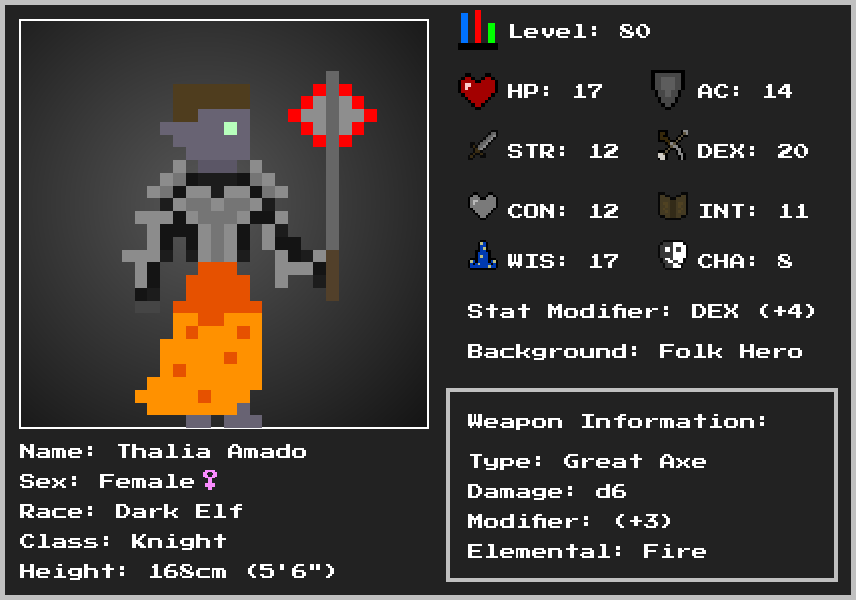 Level: 80
HP: 17 AC: 14
STR: 12 DEX: 20
CON: 12 INT: 11
WIS: 17 CHA: 8
Stat Modifier: DEX (+4)
Background: Folk Hero
Weapon Information:
Type: Great Axe
Damage: d6
Modifier: (+3)
Elemental: Fire
Name: Thalia Amado
Sex: Female♀
Race: Dark Elf
Class: Knight
Height: 168cm (5'6")